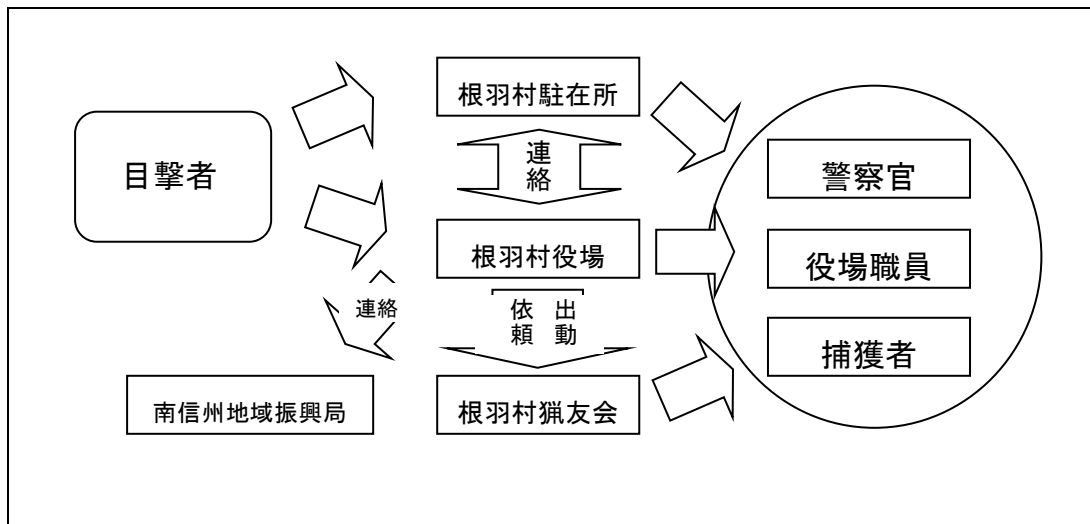 目撃者
根羽村駐在所
連絡
根羽村役場
連絡
出動
依頼
南信州地域振興局
根羽村猟友会
警察官
役場職員
捕獲者